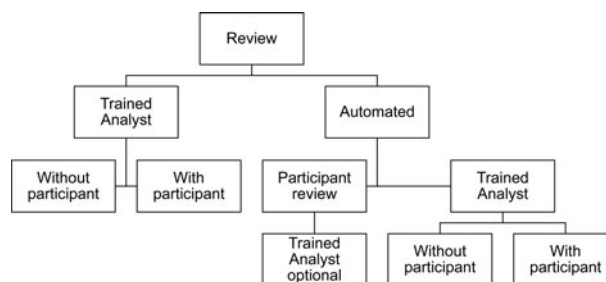 Review
Trained
Analyst
Automated
Without
participant
With
participant
Participant
review
Trained
Analyst
Trained
Analyst
optional
Without
participant
With
participant